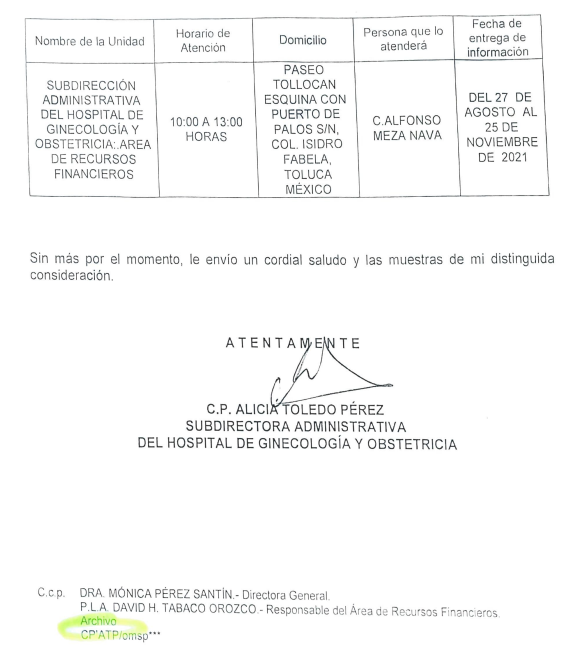 Nombre de la Unidad
Horario de
Atención
Domicilio
Persona que lo
atenderá
Fecha de
entrega de
información
SUBDIRECCIÓN
ADMINISTRATIVA
DEL HOSPITAL DE
GINECOLOGÍA Y
OBSTETRICIA:.AREA
DE RECURSOS
FINANCIEROS
10:00 A 13:00
HORAS
PASEO
TOLLOCAN
ESQUINA CON
PUERTO DE
PALOS S/N,
COL. ISIDRO
FABELA,
TOLUCA
MÉXICO
C.ALFONSO
MEZA NAVA
DEL 27 DE
AGOSTO AL
25 DE
NOVIEMBRE
DE 2021
Sin más por el momento, le envío un cordial saludo y las muestras de mi distinguida
consideración.
ATENTAMENTE
C.P. ALICIA TOLEDO PÉREZ
SUBDIRECTORA ADMINISTRATIVA
DEL HOSPITAL DE GINECOLOGÍA Y OBSTETRICIA
C.c.p. DRA. MÓNICA PÉREZ SANTÍN.- Directora General.
P.L.A. DAVID H. TABACO OROZCO.- Responsable del Área de Recursos Financieros.
Archivo
CP'ATP/omsp***